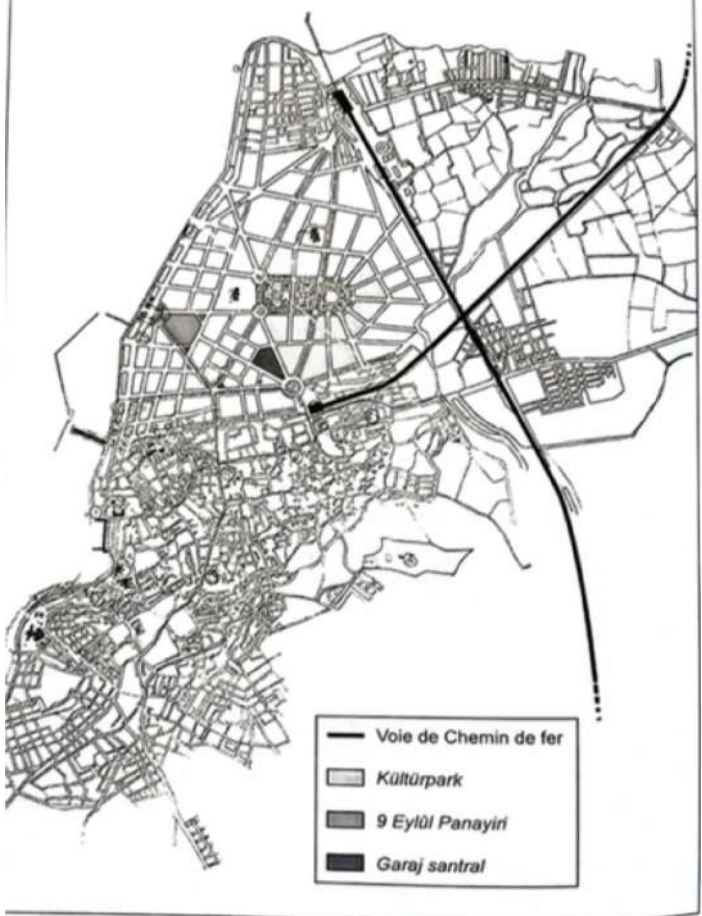 Voie de Chemin de fer
Kültürpark
9 Eylül Panayiri
Garaj santral